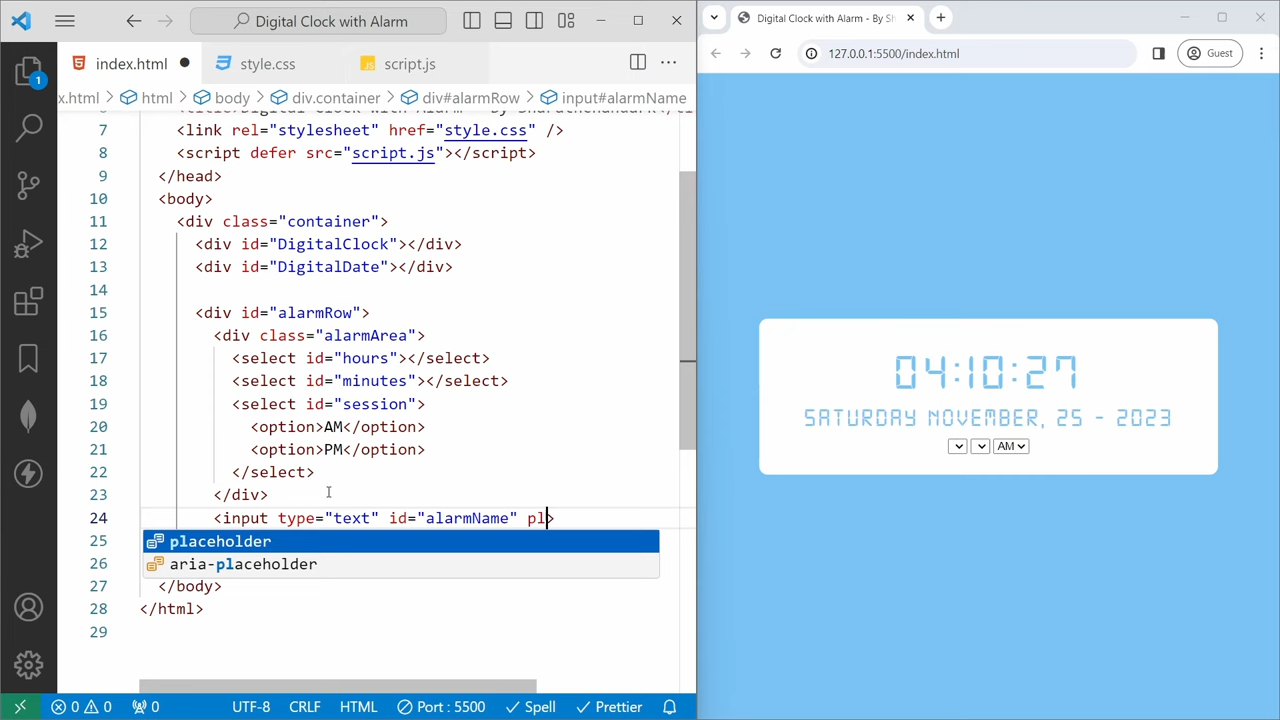 Digital Clock with Alarm
index.html
style.css
script.js
x.html > html > body > div.container > div#alarmRow > input#alarmName
7 <link rel="stylesheet" href="style.css" />
8 <script defer src="script.js"></script>
9 </head>
10 <body>
11 <div class="container">
12 <div id="DigitalClock"></div>
13 <div id="DigitalDate"></div>
14
15 <div id="alarmRow">
16 <div class="alarmArea">
17 <select id="hours"></select>
18 <select id="minutes"></select>
19 <select id="session">
20 <option>AM</option>
21 <option>PM</option>
22 </select>
23 </div>
24 <input type="text" id="alarmName" pl>
25 placeholder
26 aria-placeholder
27 </body>
28 </html>
29
1
0 0 0 UTF-8 CRLF HTML Port : 5500 Spell Prettier
Digital Clock with Alarm - By Sh
127.0.0.1:5500/index.html
Guest
04:10:27
SATURDAY NOVEMBER, 25 - 2023
AM